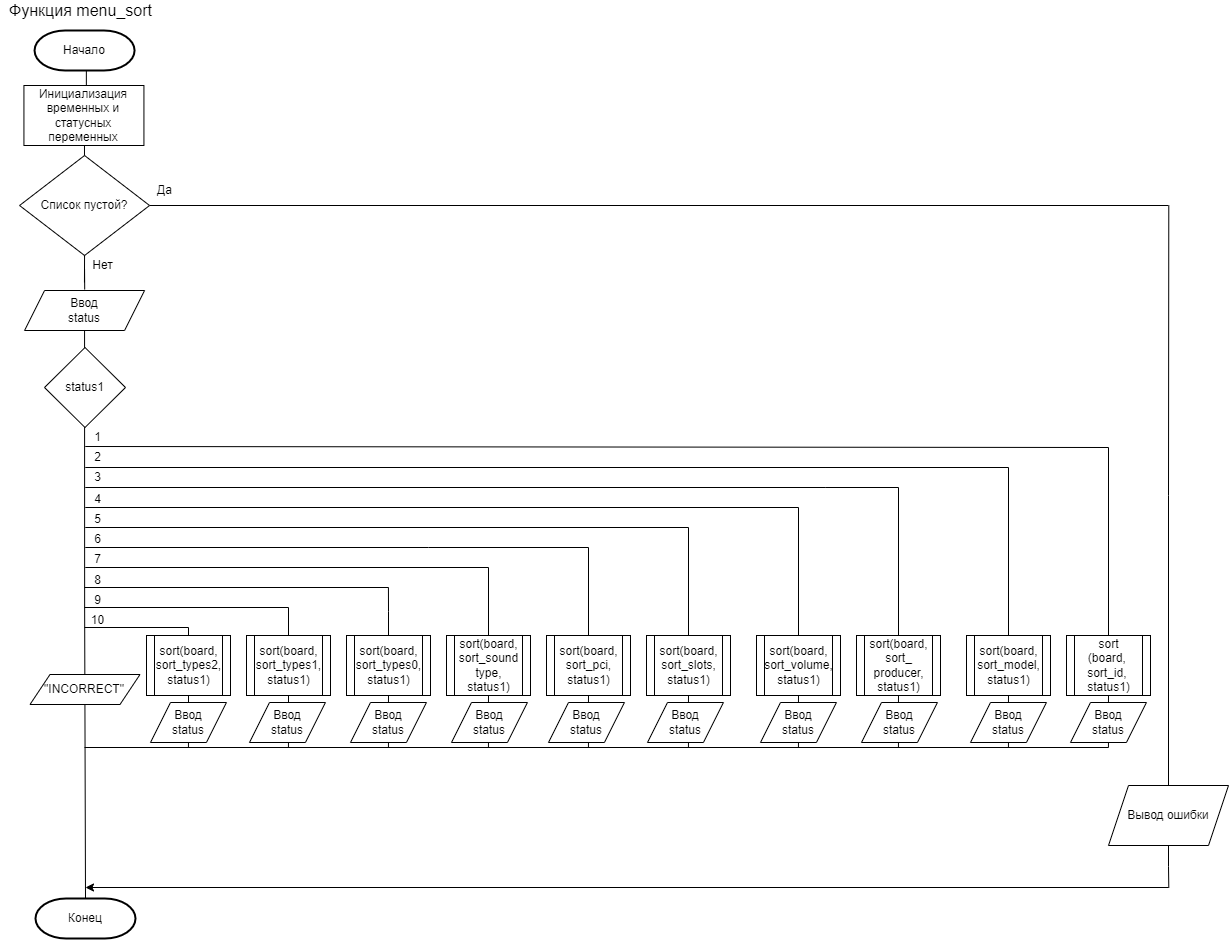 Функция menu_sort
Начало
Инициализация
временных и
статусных
переменных
Список пустой?
Да
Нет
Ввод
status
status1
1
2
3
4
5
6
7
8
9
10
"INCORRECT"
sort(board,
sort_types2,
status1)
sort(board,
sort_types1,
status1)
sort(board,
sort_types0,
status1)
sort(board,
sort_sound
type,
status1)
sort(board,
sort_pci,
status1)
sort(board,
sort_slots,
status1)
sort(board,
sort_volume,
status1)
sort(board,
sort_
producer,
status1)
sort(board,
sort_model,
status1)
sort
(board,
sort_id,
status1)
Ввод
status
Ввод
status
Ввод
status
Ввод
status
Ввод
status
Ввод
status
Ввод
status
Ввод
status
Ввод
status
Ввод
status
Вывод ошибки
Конец